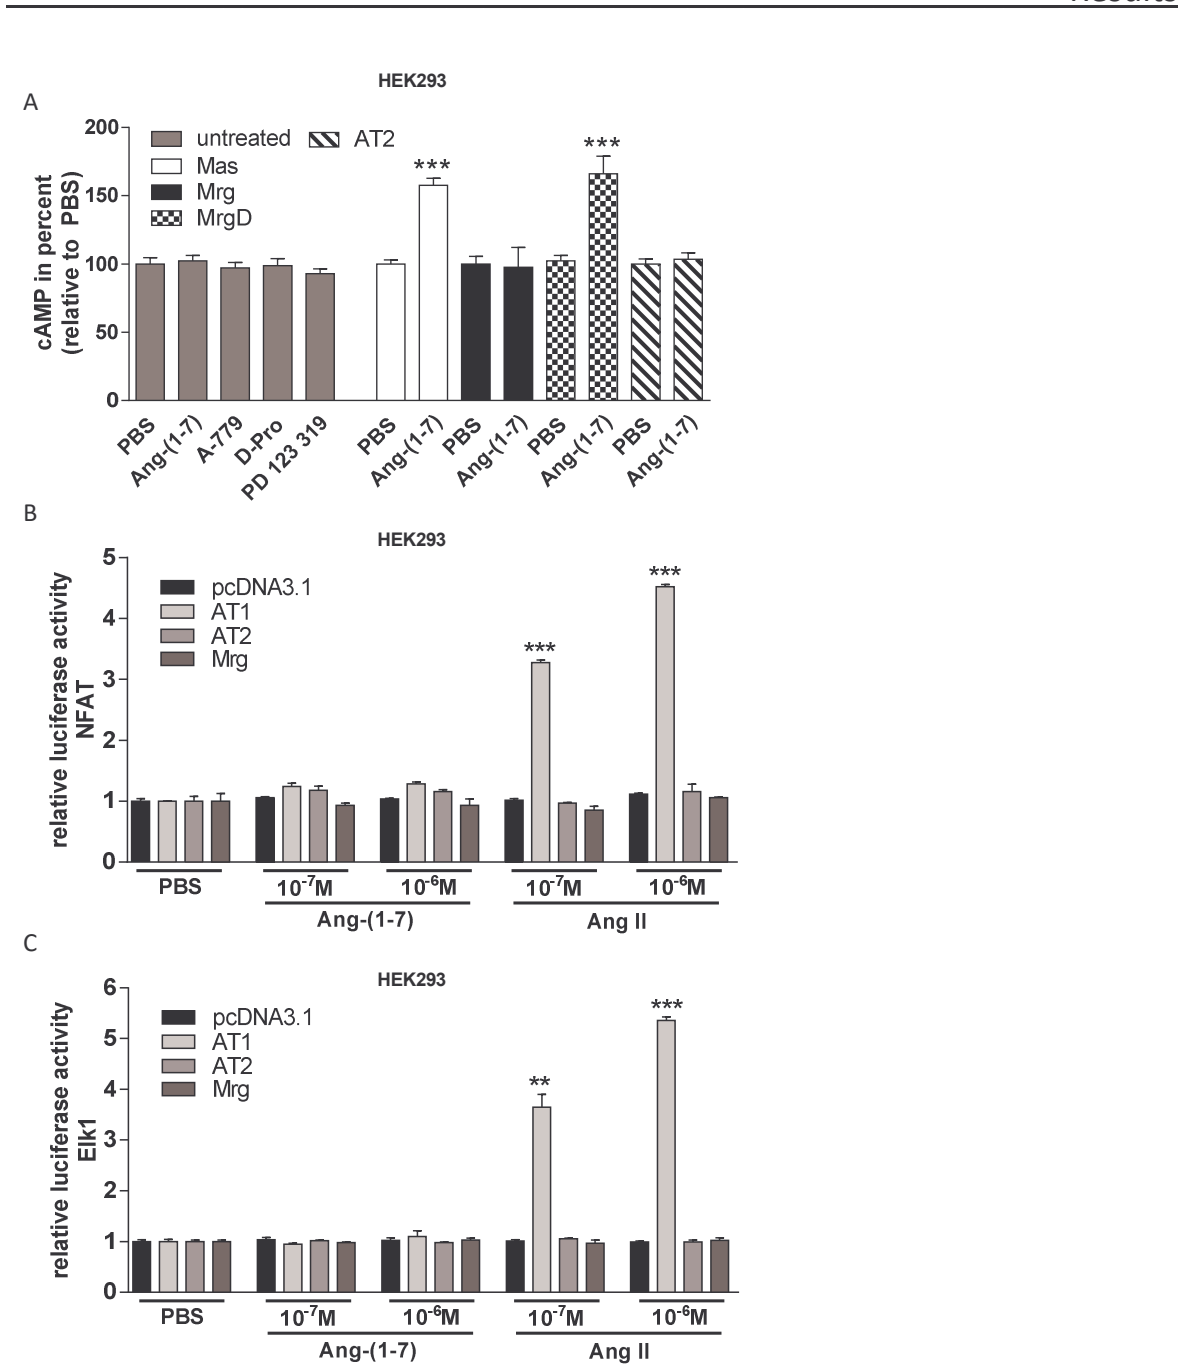 HEK293
A
200
150
100
50
0
cAMP in percent
(relative to PBS)
untreated AT2
Mas
Mrg
MrgD
***
***
PBS
Ang-(1-7)
A-779
D-Pro
PD 123 319
PBS
Ang-(1-7)
PBS
Ang-(1-7)
PBS
Ang-(1-7)
PBS
Ang-(1-7)
B
HEK293
5
4
3
2
1
0
relative luciferase activity
NFAT
pcDNA3.1
AT1
AT2
Mrg
***
***
PBS 10⁻⁷M 10⁻⁶M 10⁻⁷M 10⁻⁶M
Ang-(1-7) Ang II
C
HEK293
6
5
4
3
2
1
0
relative luciferase activity
Elk1
pcDNA3.1
AT1
AT2
Mrg
**
***
PBS 10⁻⁷M 10⁻⁶M 10⁻⁷M 10⁻⁶M
Ang-(1-7) Ang II